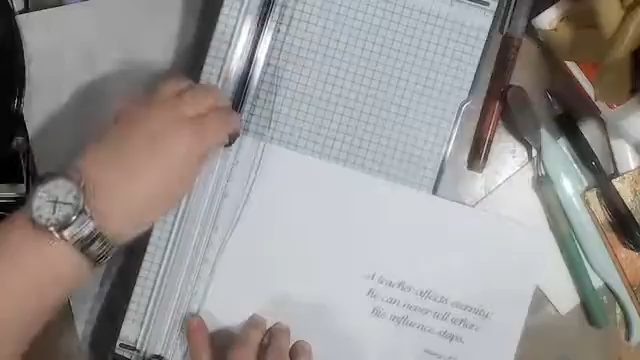 A teacher affects eternity;
he can never tell where
his influence stops.